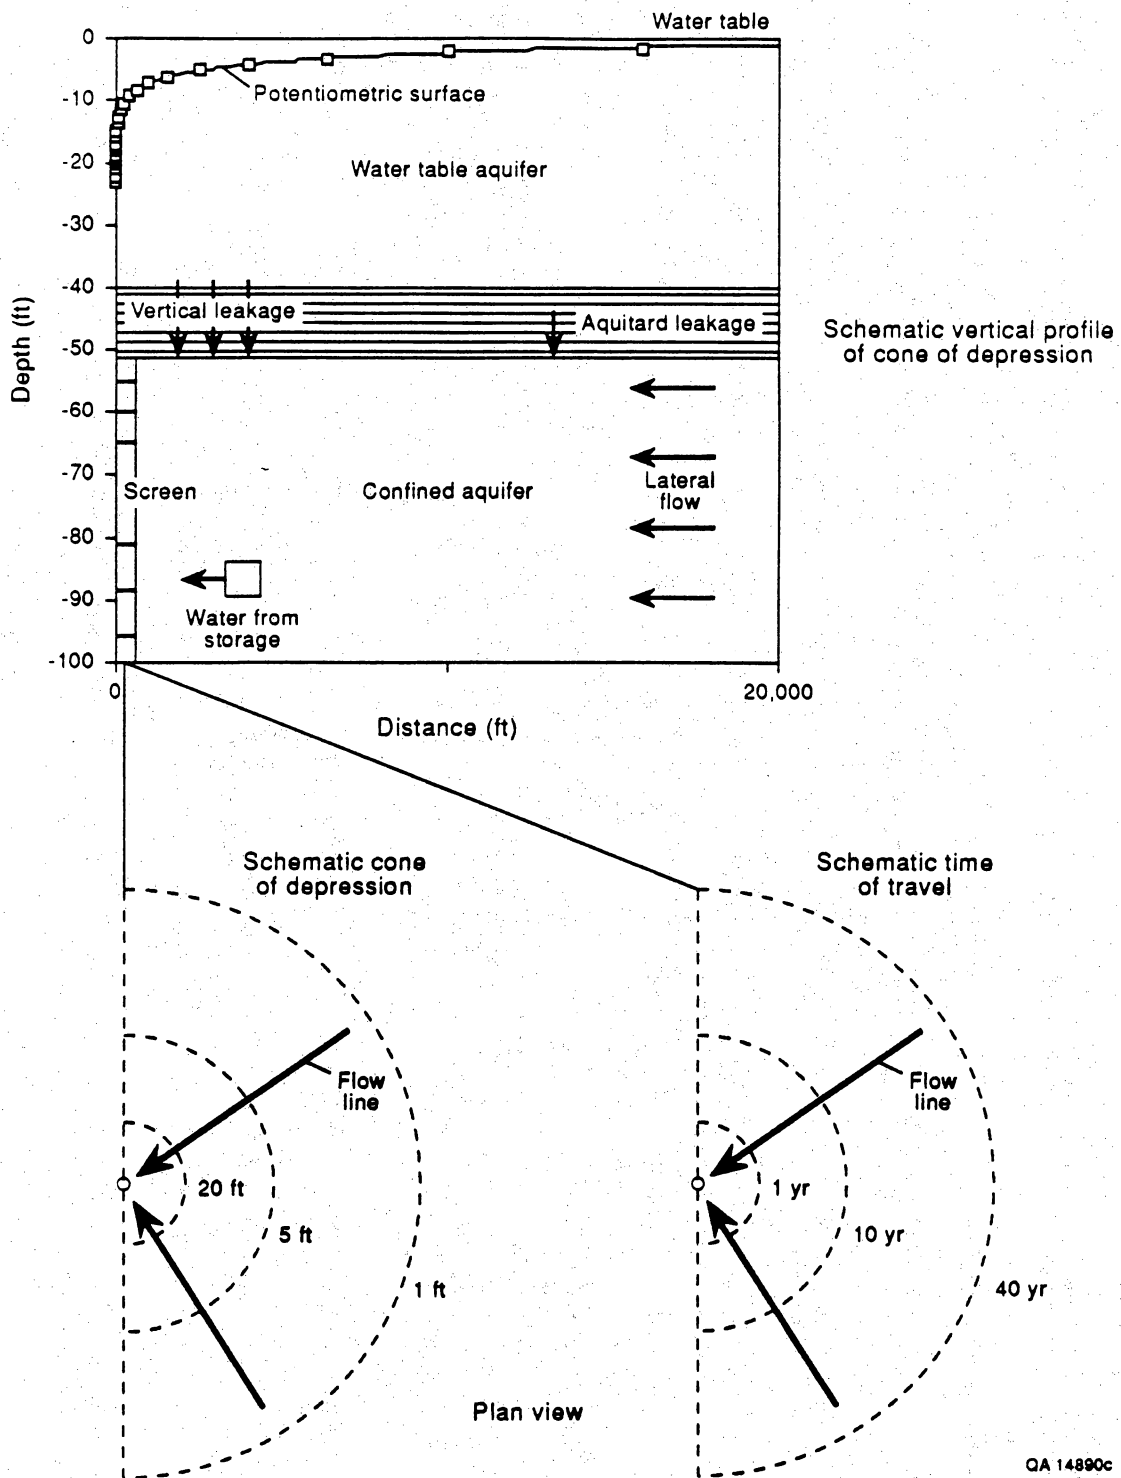 Water table
0
Potentiometric surface
-10
Water table aquifer
-20
-30
-40
Vertical leakage
Aquitard leakage
-50
Depth (ft)
Schematic vertical profile
of cone of depression
-60
-70
Screen
Confined aquifer
Lateral
flow
-80
-90
Water from
storage
-100
0
20,000
Distance (ft)
Schematic cone
of depression
Schematic time
of travel
Flow
line
Flow
line
20 ft
1 yr
5 ft
10 yr
1 ft
40 yr
Plan view
QA 14890c